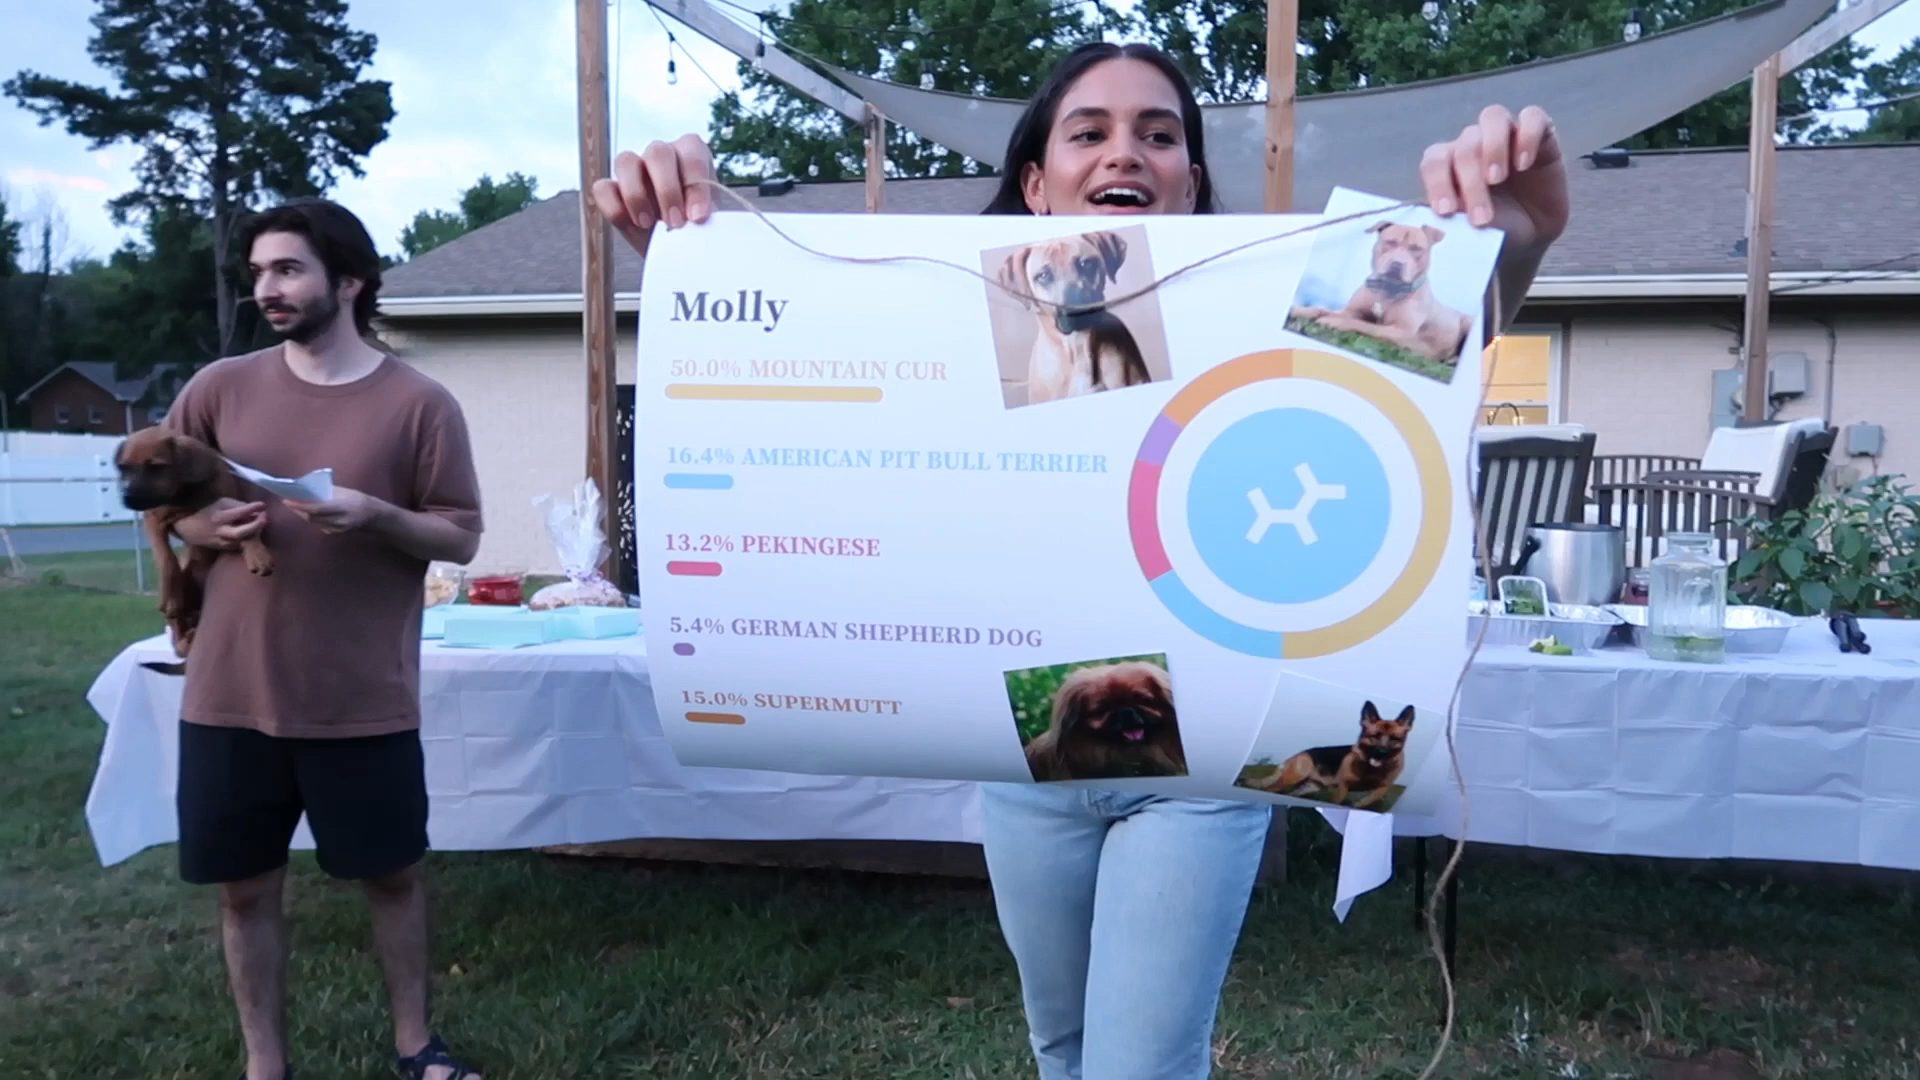 Molly
50.0% MOUNTAIN CUR
16.4% AMERICAN PIT BULL TERRIER
13.2% PEKINGESE
5.4% GERMAN SHEPHERD DOG
15.0% SUPERMUTT